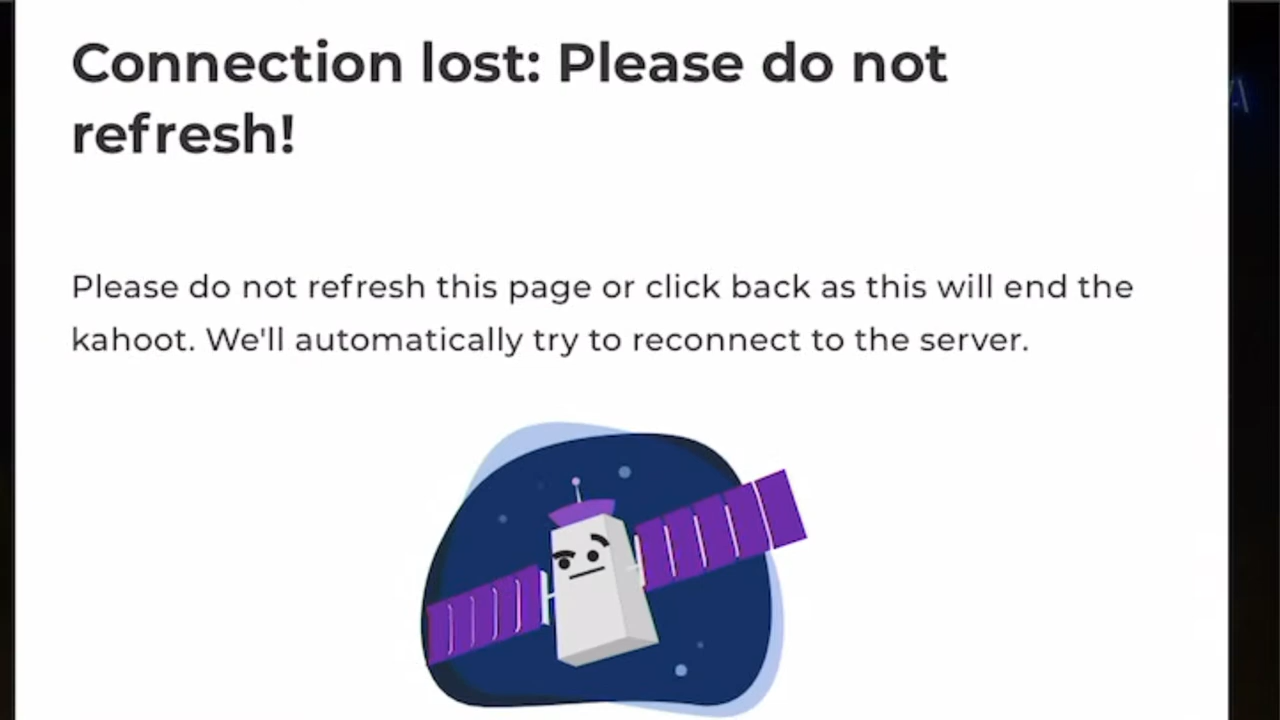 Connection lost: Please do not
refresh!
Please do not refresh this page or click back as this will end the
kahoot. We'll automatically try to reconnect to the server.